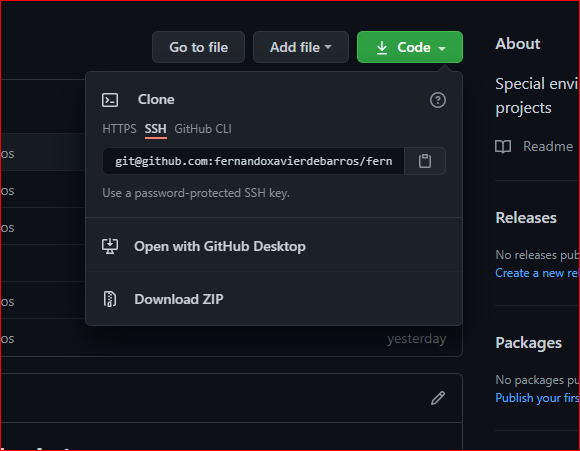 Go to file
Add file
Code
Clone
HTTPS SSH GitHub CLI
git@github.com:fernandoxavierdebarros/fern
Use a password-protected SSH key.
Open with GitHub Desktop
Download ZIP
os
os
os
os
os
yesterday
About
Special envi
projects
Readme
Releases
No releases pub
Create a new rel
Packages
No packages pu
Publish your firs